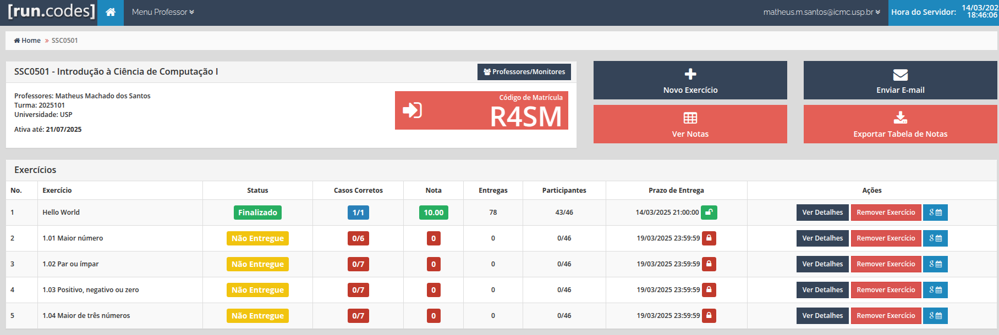 [run.codes] Menu Professor matheus.m.santos@icmc.usp.br Hora do Servidor: 14/03/202
18:46:06
Home » SSC0501
SSC0501 - Introdução à Ciência de Computação I Professores/Monitores
Professores: Matheus Machado dos Santos
Turma: 2025101
Universidade: USP
Ativa até: 21/07/2025
Código de Matrícula
R4SM
Novo Exercício
Enviar E-mail
Ver Notas
Exportar Tabela de Notas
Exercícios
No. Exercício Status Casos Corretos Nota Entregas Participantes Prazo de Entrega Ações
1 Hello World Finalizado 1/1 10.00 78 43/46 14/03/2025 21:00:00 Ver Detalhes Remover Exercício g
2 1.01 Maior número Não Entregue 0/6 0 0 0/46 19/03/2025 23:59:59 Ver Detalhes Remover Exercício g
3 1.02 Par ou ímpar Não Entregue 0/7 0 0 0/46 19/03/2025 23:59:59 Ver Detalhes Remover Exercício g
4 1.03 Positivo, negativo ou zero Não Entregue 0/7 0 0 0/46 19/03/2025 23:59:59 Ver Detalhes Remover Exercício g
5 1.04 Maior de três números Não Entregue 0/7 0 0 0/46 19/03/2025 23:59:59 Ver Detalhes Remover Exercício g